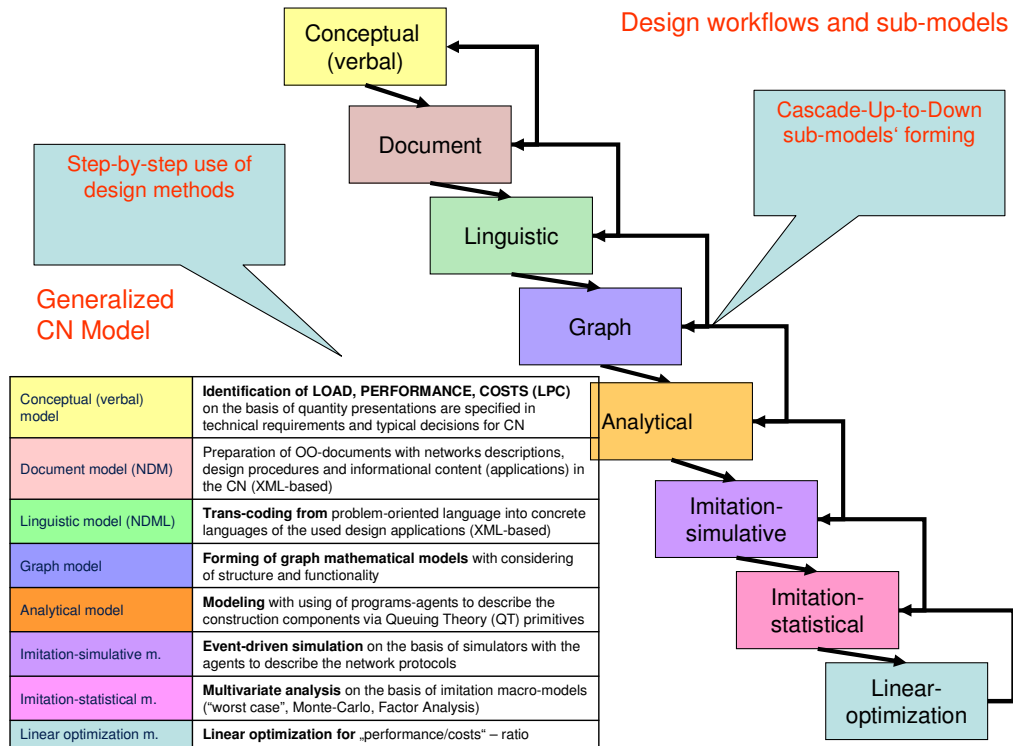 Design workflows and sub-models
Conceptual
(verbal)
Document
Linguistic
Graph
Analytical
Imitation-
simulative
Imitation-
statistical
Linear-
optimization
Cascade-Up-to-Down
sub-models‘ forming
Step-by-step use of
design methods
Generalized
CN Model
Conceptual (verbal)
model
Identification of LOAD, PERFORMANCE, COSTS (LPC)
on the basis of quantity presentations are specified in
technical requirements and typical decisions for CN
Document model (NDM)
Preparation of OO-documents with networks descriptions,
design procedures and informational content (applications) in
the CN (XML-based)
Linguistic model (NDML)
Trans-coding from problem-oriented language into concrete
languages of the used design applications (XML-based)
Graph model
Forming of graph mathematical models with considering
of structure and functionality
Analytical model
Modeling with using of programs-agents to describe the
construction components via Queuing Theory (QT) primitives
Imitation-simulative m.
Event-driven simulation on the basis of simulators with the
agents to describe the network protocols
Imitation-statistical m.
Multivariate analysis on the basis of imitation macro-models
(“worst case”, Monte-Carlo, Factor Analysis)
Linear optimization m.
Linear optimization for „performance/costs“ – ratio